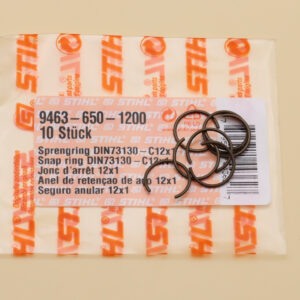 STIHL
9463-650-1200
10 Stück
Sprengring DIN73130-C12x1
Snap ring DIN73130-C12x1
Jonc d'arrêt 12x1
Anel de retençao de aço 12x1
Seguro anular 12x1